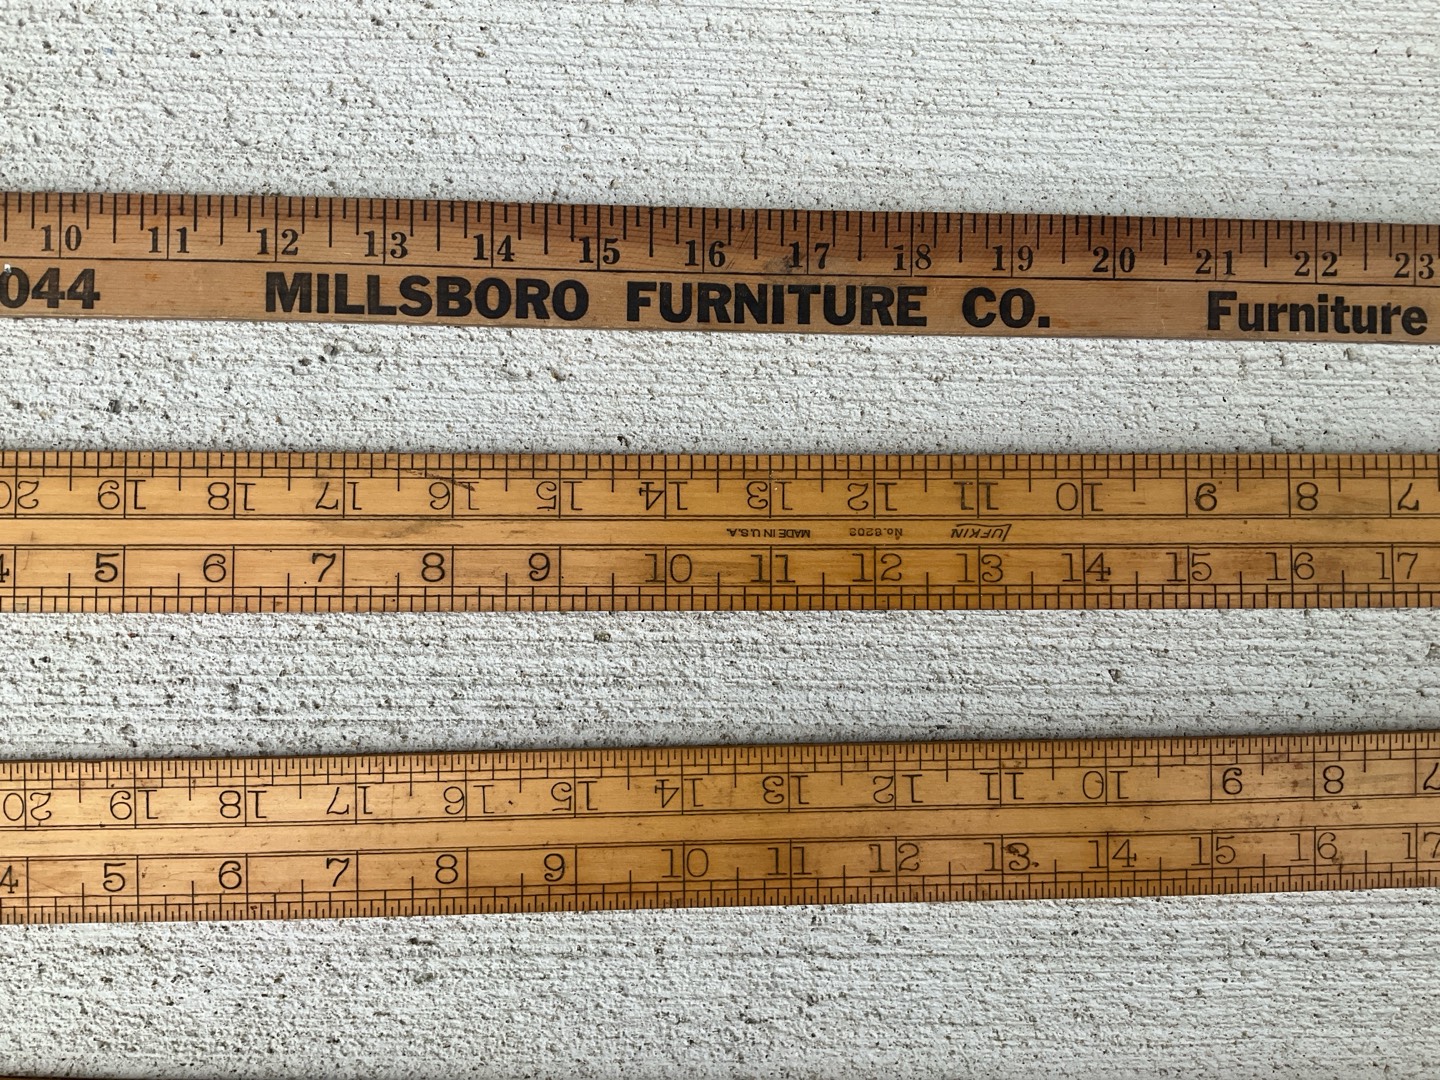 10 11 12 13 14 15 16 17 18 19 20 21 22 23
044 MILLSBORO FURNITURE CO. Furniture
20 19 18 17 16 15 14 13 12 11 10 9 8 7
MADE IN U.S.A. No.8202 LUFKIN
4 5 6 7 8 9 10 11 12 13 14 15 16 17
20 19 18 17 16 15 14 13 12 11 10 9 8 7
4 5 6 7 8 9 10 11 12 13 14 15 16 17